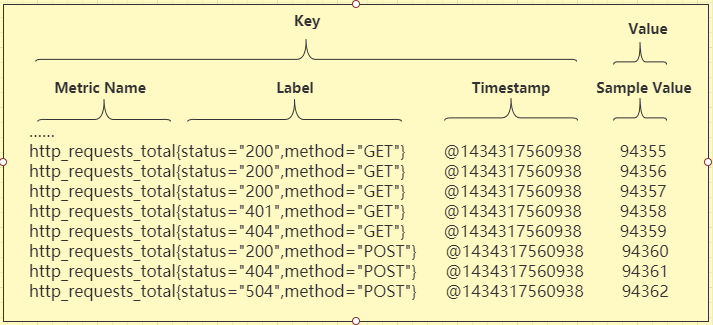 Key
Value
Metric Name Label Timestamp Sample Value
......
http_requests_total{status="200",method="GET"} @1434317560938 94355
http_requests_total{status="200",method="GET"} @1434317560938 94356
http_requests_total{status="200",method="GET"} @1434317560938 94357
http_requests_total{status="401",method="GET"} @1434317560938 94358
http_requests_total{status="404",method="GET"} @1434317560938 94359
http_requests_total{status="200",method="POST"} @1434317560938 94360
http_requests_total{status="404",method="POST"} @1434317560938 94361
http_requests_total{status="504",method="POST"} @1434317560938 94362